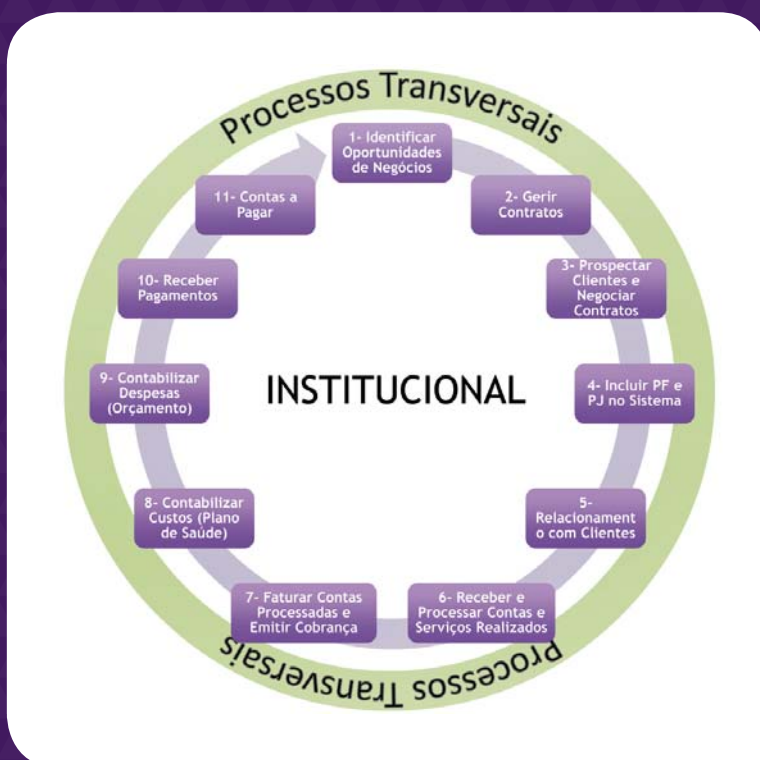 Processos Transversais
1- Identificar
Oportunidades
de Negócios
2- Gerir
Contratos
3- Prospectar
Clientes e
Negociar
Contratos
4- Incluir PF e
PJ no Sistema
5-
Relacionament
o com Clientes
6- Receber e
Processar Contas e
Serviços Realizados
7- Faturar Contas
Processadas e
Emitir Cobrança
8- Contabilizar
Custos (Plano
de Saúde)
9- Contabilizar
Despesas
(Orçamento)
10- Receber
Pagamentos
11- Contas a
Pagar
INSTITUCIONAL
Processos Transversais